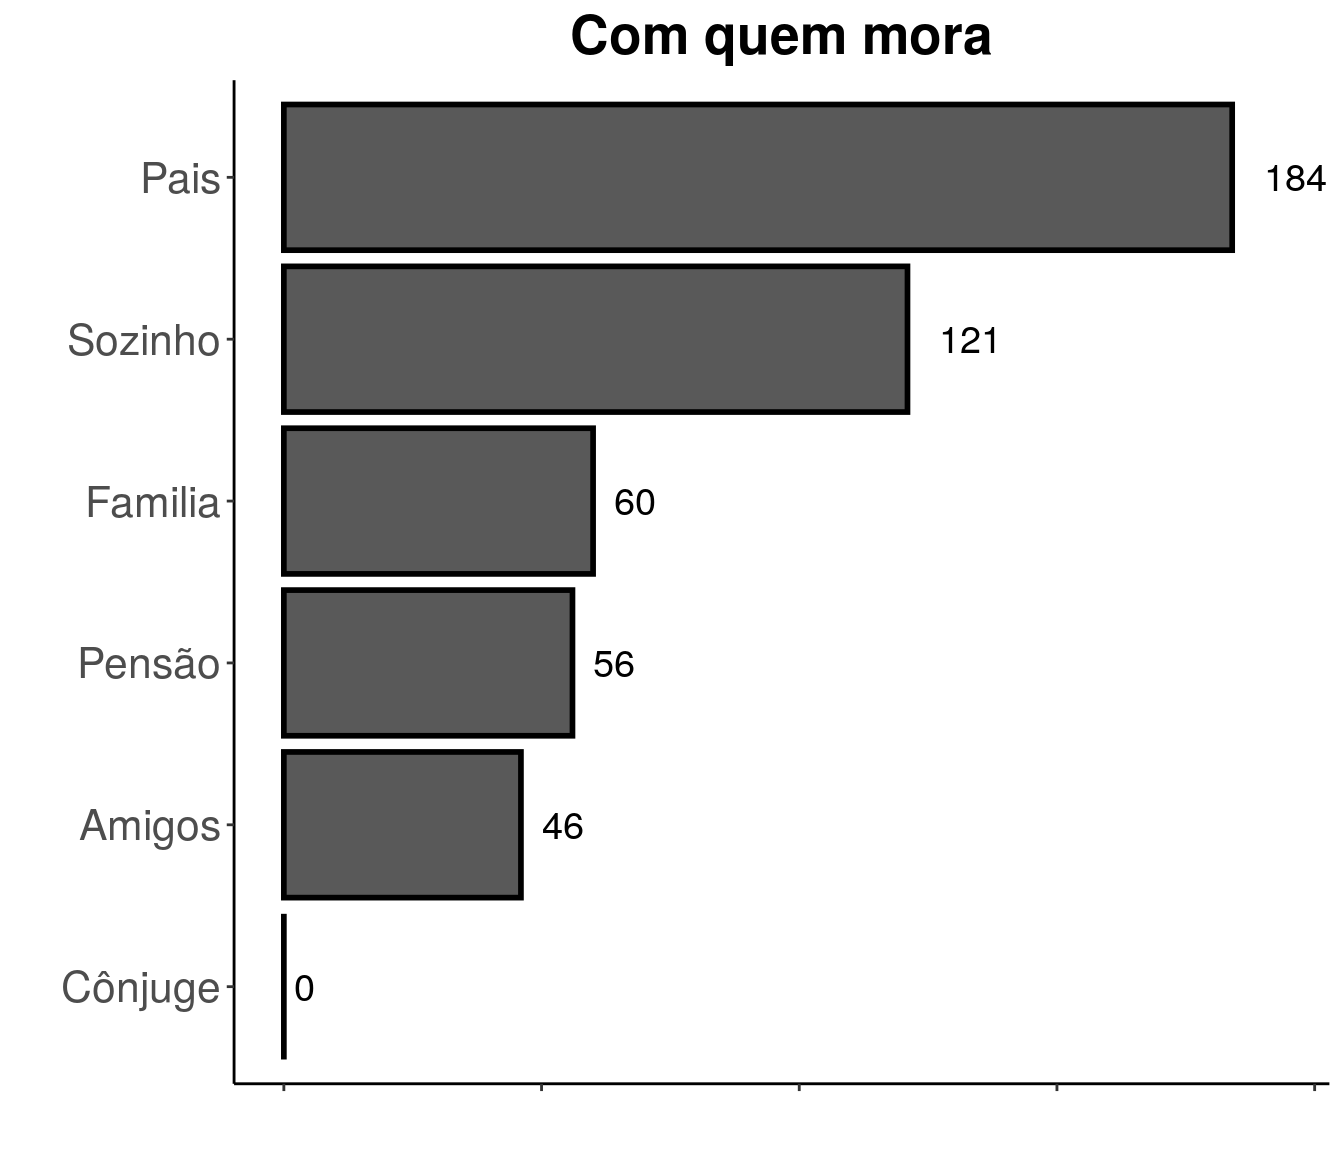 Com quem mora
Pais 184
Sozinho 121
Familia 60
Pensão 56
Amigos 46
Cônjuge 0